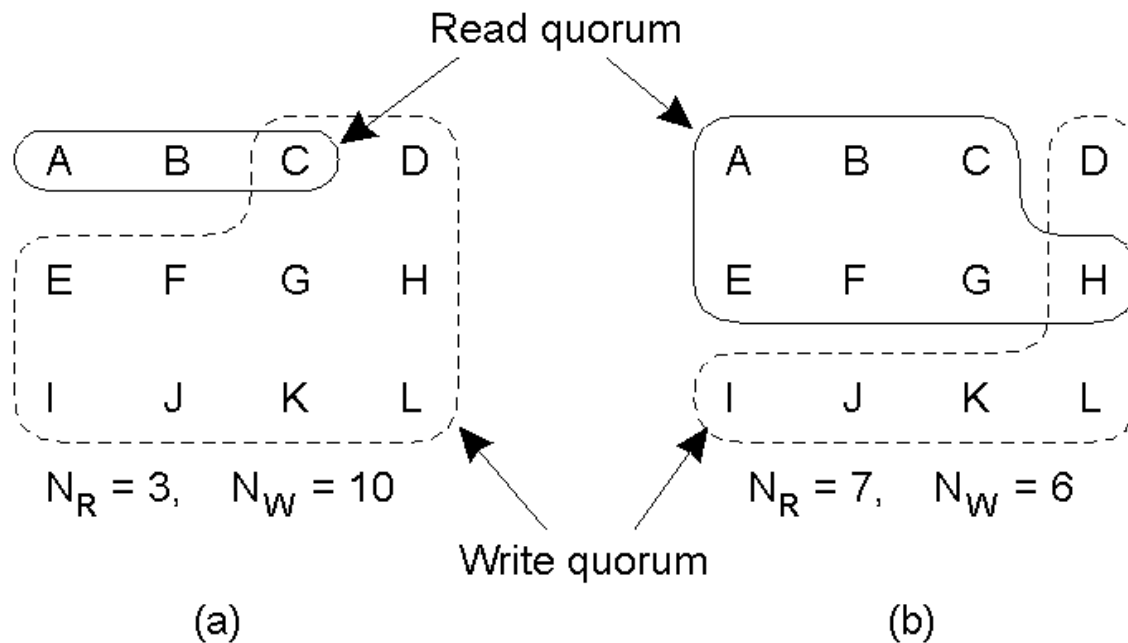 Read quorum
A B C D
E F G H
I J K L
N_R = 3, N_W = 10
(a)
A B C D
E F G H
I J K L
N_R = 7, N_W = 6
(b)
Write quorum